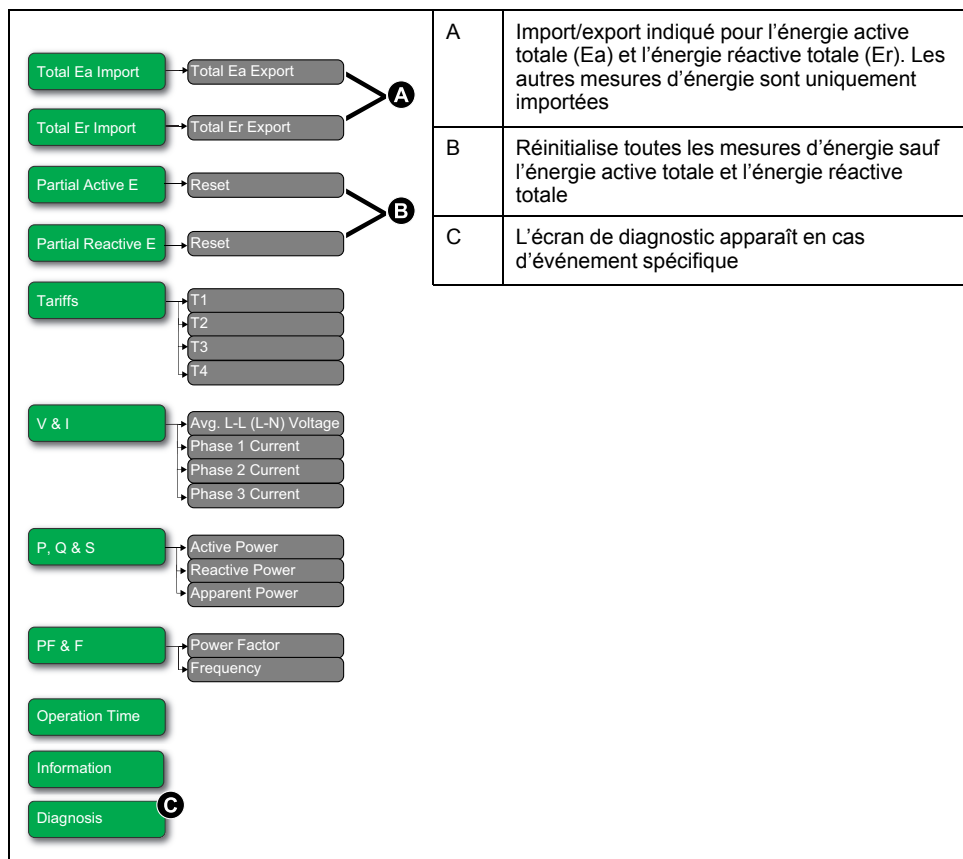 Total Ea Import
Total Ea Export
A
Total Er Import
Total Er Export
Partial Active E
Reset
B
Partial Reactive E
Reset
Tariffs
T1
T2
T3
T4
V & I
Avg. L-L (L-N) Voltage
Phase 1 Current
Phase 2 Current
Phase 3 Current
P, Q & S
Active Power
Reactive Power
Apparent Power
PF & F
Power Factor
Frequency
Operation Time
Information
C
Diagnosis
A
Import/export indiqué pour l’énergie active
totale (Ea) et l’énergie réactive totale (Er). Les
autres mesures d’énergie sont uniquement
importées
B
Réinitialise toutes les mesures d’énergie sauf
l’énergie active totale et l’énergie réactive
totale
C
L’écran de diagnostic apparaît en cas
d’événement spécifique